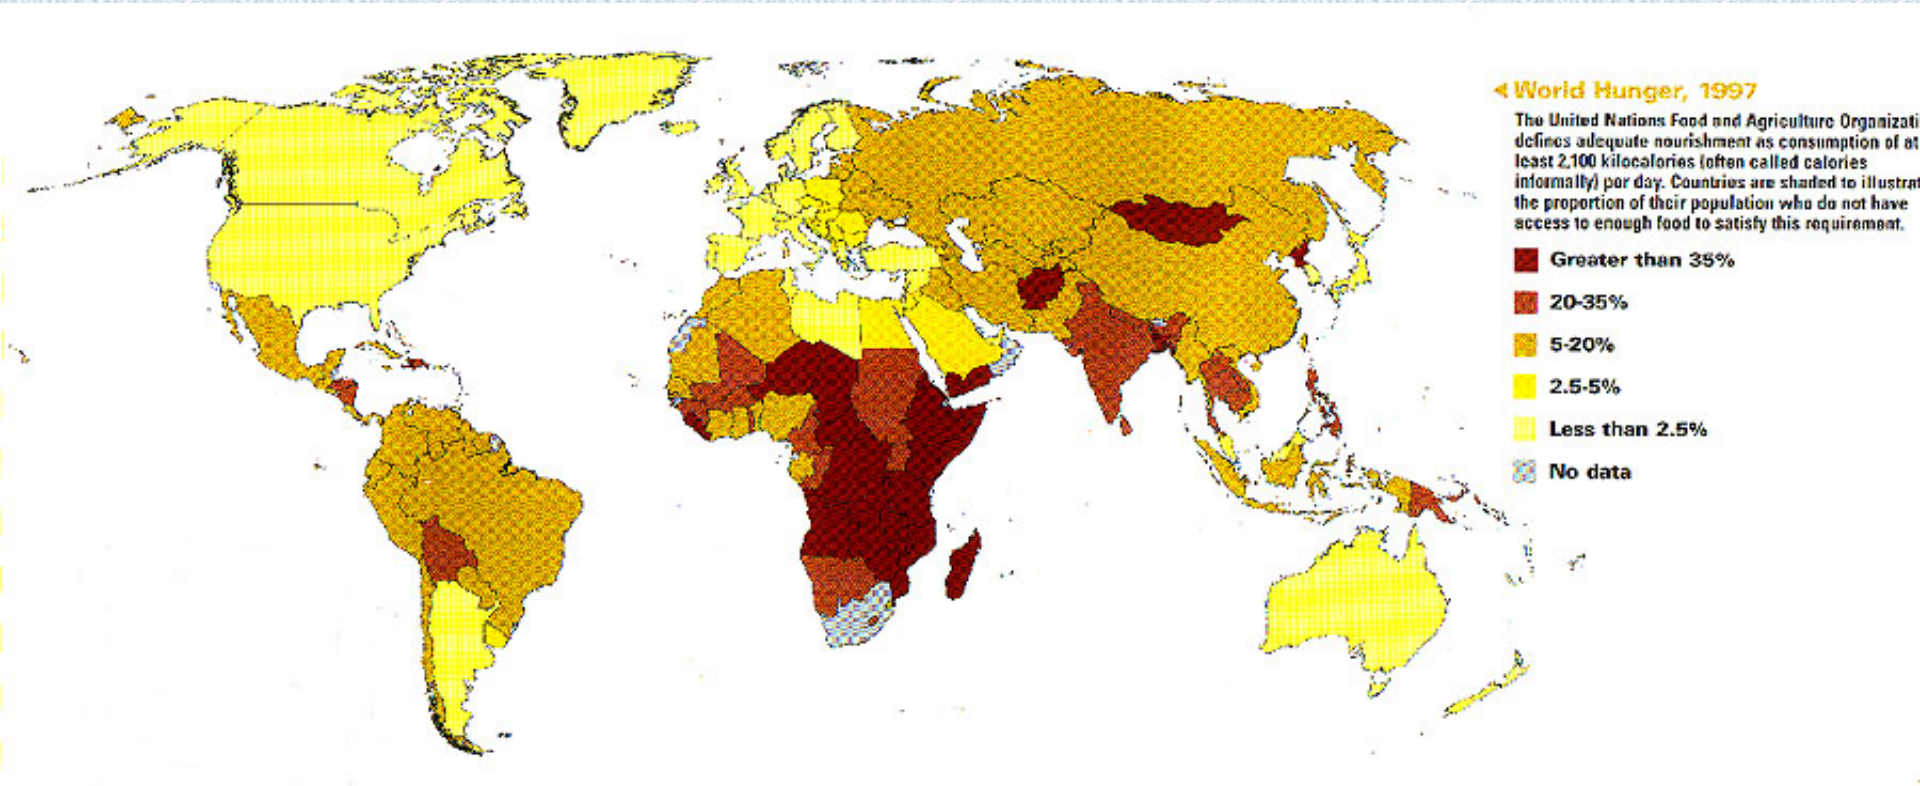 World Hunger, 1997
The United Nations Food and Agriculture Organizati
defines adequate nourishment as consumption of at
least 2,100 kilocalories (often called calories
informally) per day. Countries are shaded to illustrat
the proportion of their population who do not have
access to enough food to satisfy this requirement.
Greater than 35%
20-35%
5-20%
2.5-5%
Less than 2.5%
No data